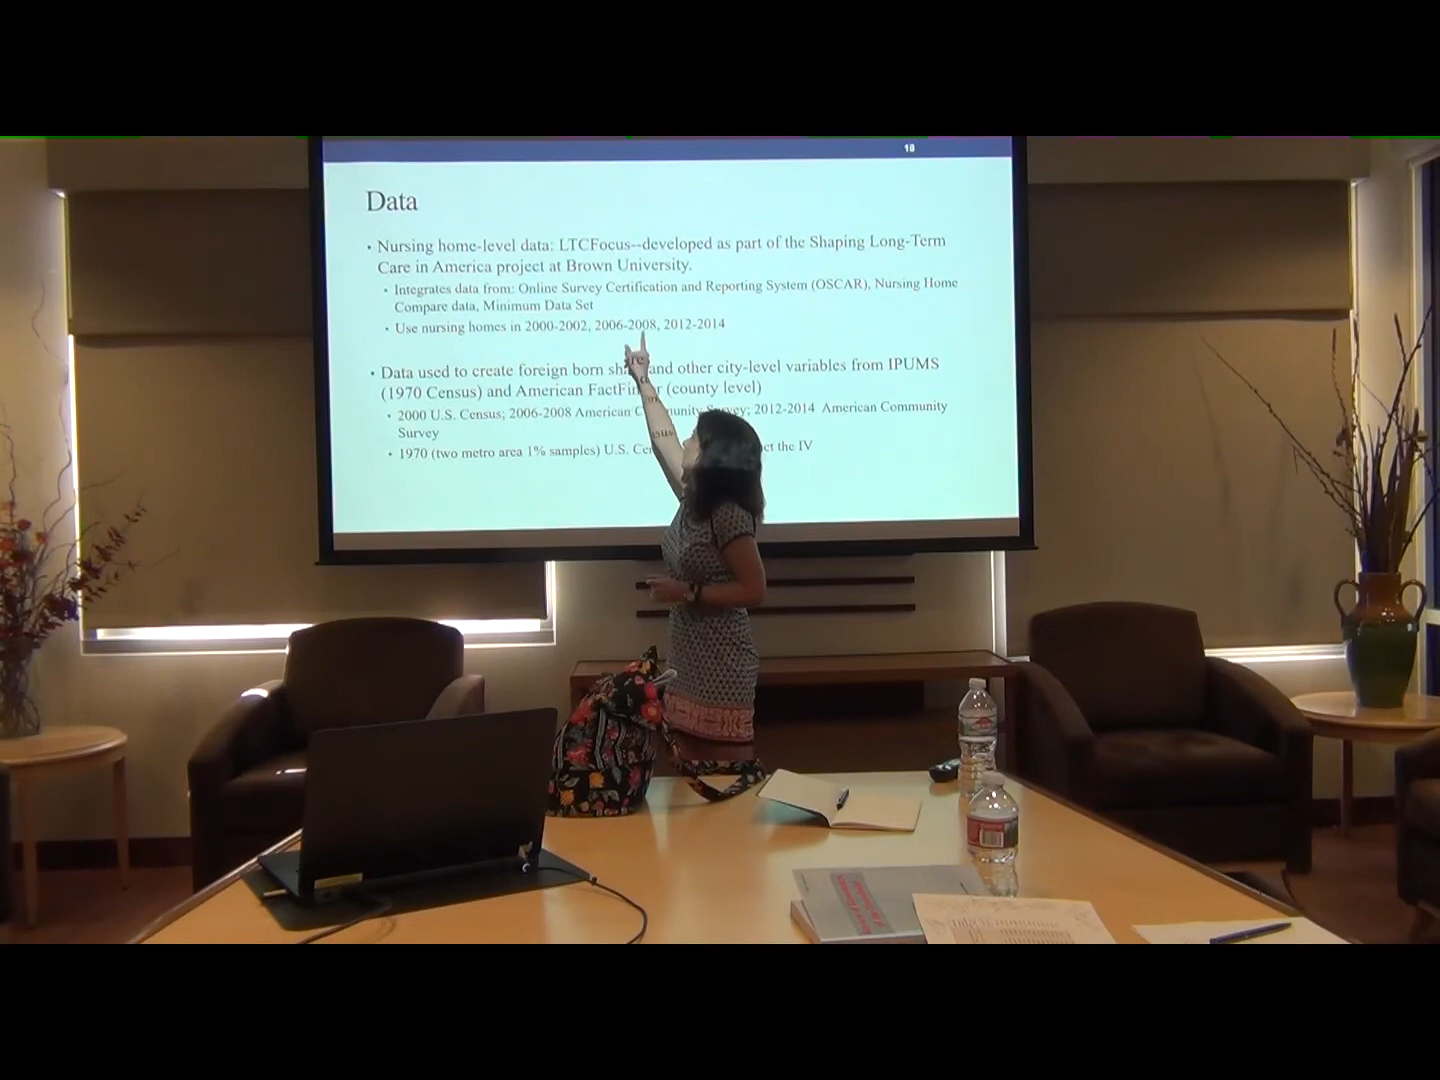 18
Data
• Nursing home-level data: LTCFocus--developed as part of the Shaping Long-Term
Care in America project at Brown University.
• Integrates data from: Online Survey Certification and Reporting System (OSCAR), Nursing Home
Compare data, Minimum Data Set
• Use nursing homes in 2000-2002, 2006-2008, 2012-2014
• Data used to create foreign born share and other city-level variables from IPUMS
(1970 Census) and American FactFinder (county level)
• 2000 U.S. Census; 2006-2008 American Community Survey; 2012-2014 American Community
Survey
• 1970 (two metro area 1% samples) U.S. the IV